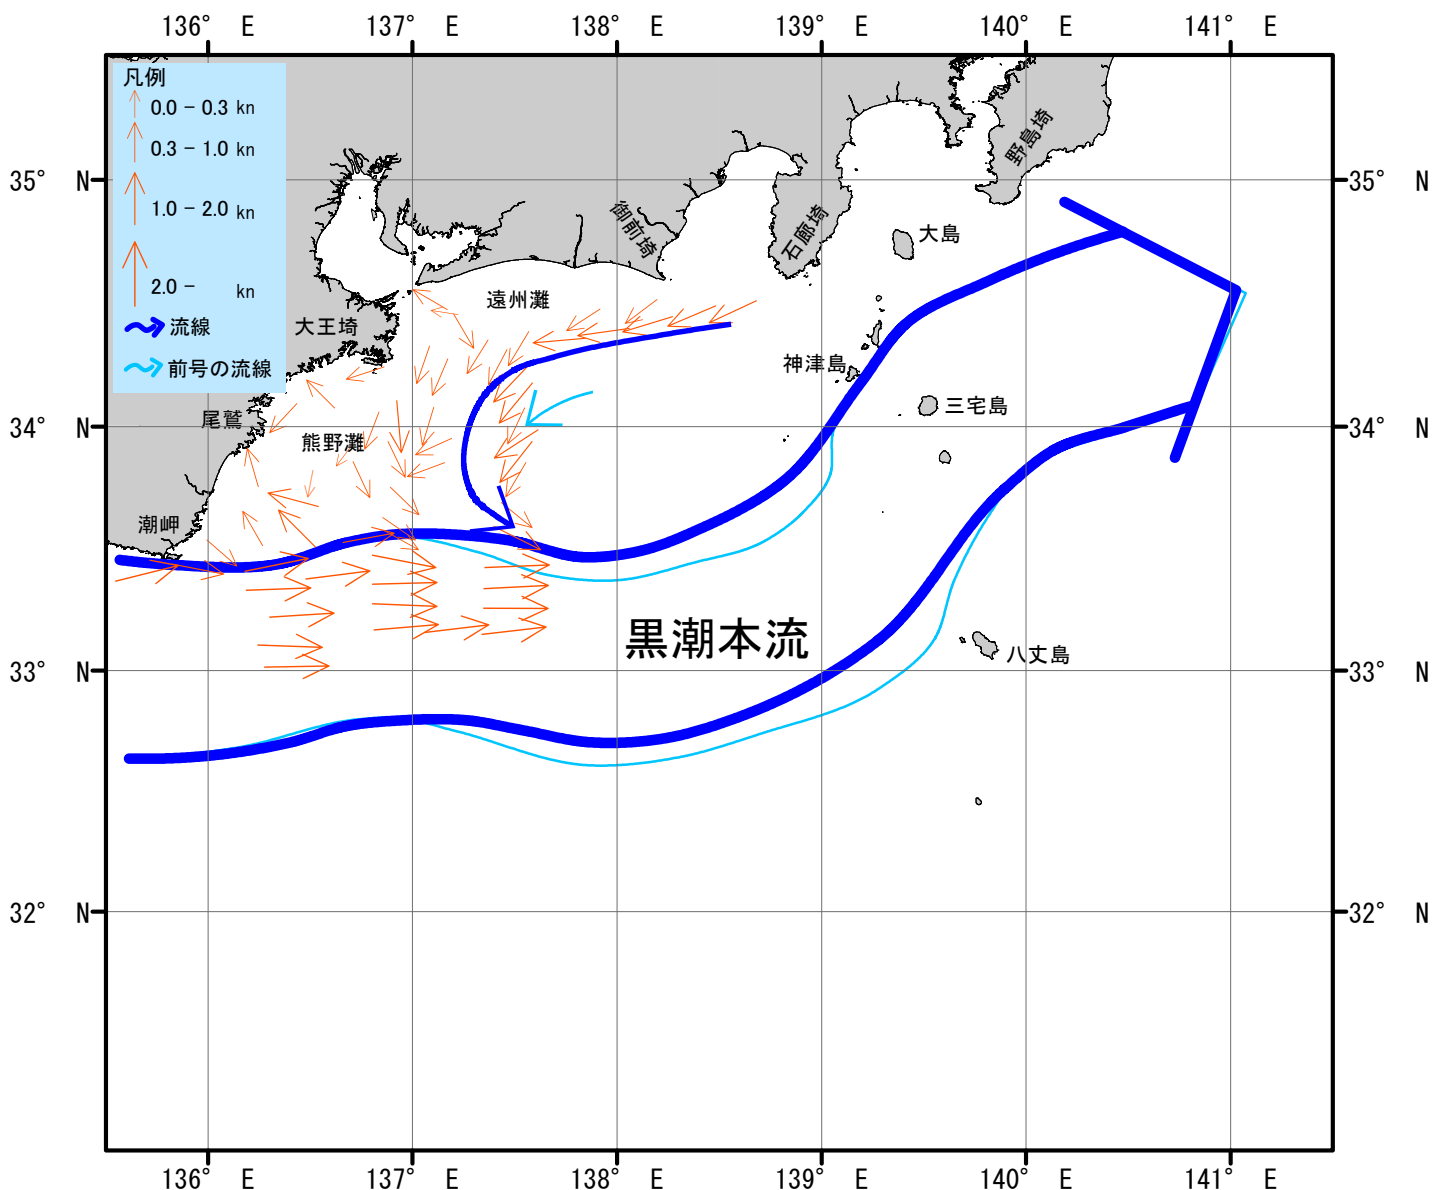 136° E 137° E 138° E 139° E 140° E 141° E
凡例
0.0 - 0.3 kn
0.3 - 1.0 kn
1.0 - 2.0 kn
2.0 - kn
流線
前号の流線
野島埼
35° N
35° N
御前埼
石廊埼
大島
遠州灘
大王埼
神津島
三宅島
尾鷲
34° N
34° N
熊野灘
潮岬
黒潮本流
八丈島
33° N
33° N
32° N
32° N
136° E 137° E 138° E 139° E 140° E 141° E